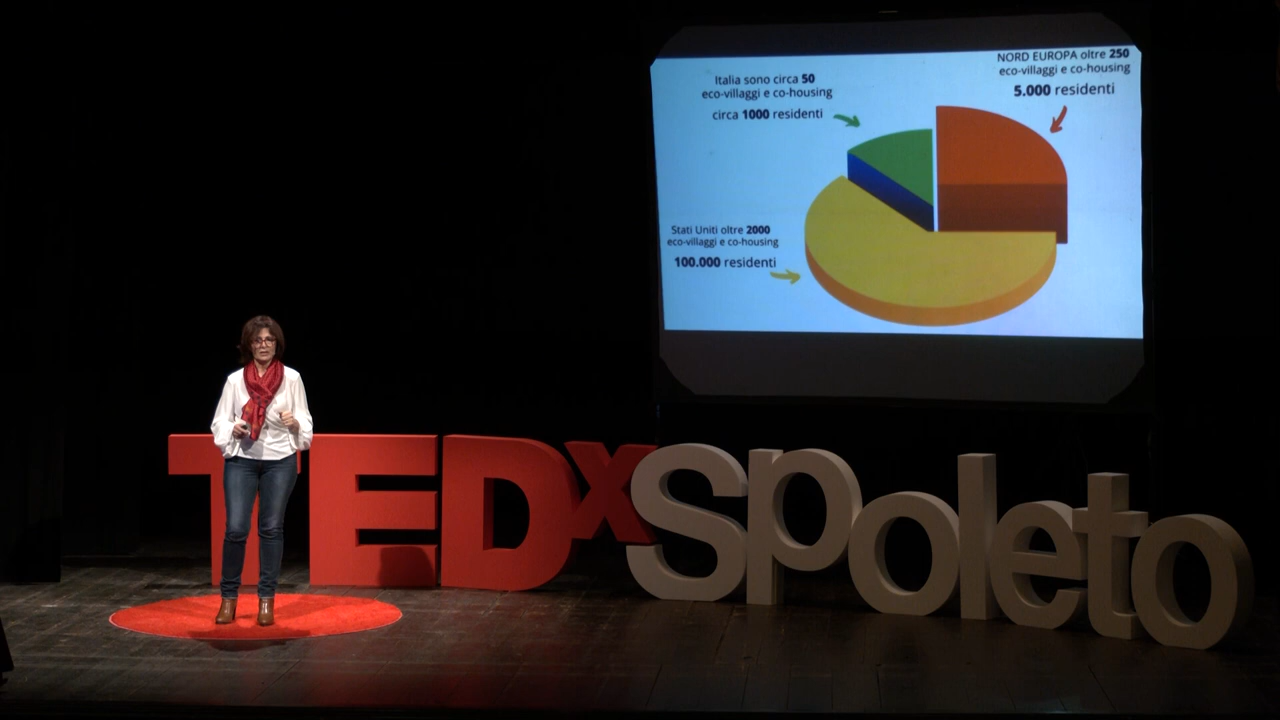 NORD EUROPA oltre 250
eco-villaggi e co-housing
5.000 residenti
Italia sono circa 50
eco-villaggi e co-housing
circa 1000 residenti
Stati Uniti oltre 2000
eco-villaggi e co-housing
100.000 residenti
TEDxSpoleto